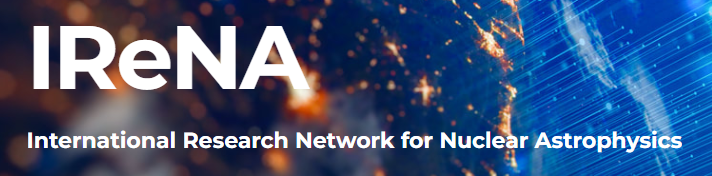 IReNA
International Research Network for Nuclear Astrophysics